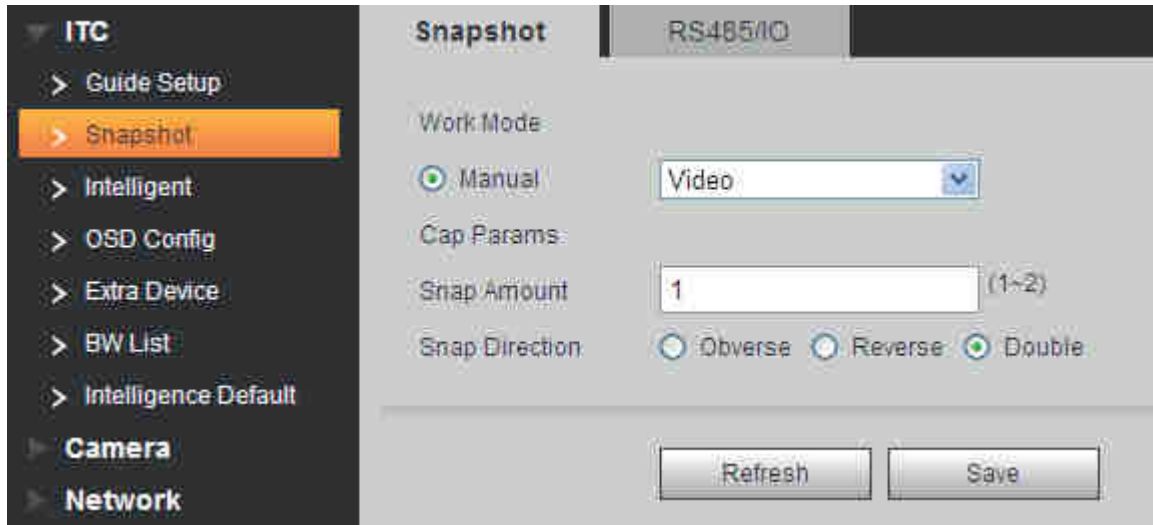 ITC
Guide Setup
Snapshot
Intelligent
OSD Config
Extra Device
BW List
Intelligence Default
Camera
Network
Snapshot RS485/IO
Work Mode
Manual Video
Cap Params
Snap Amount 1 (1~2)
Snap Direction Obverse Reverse Double
Refresh Save